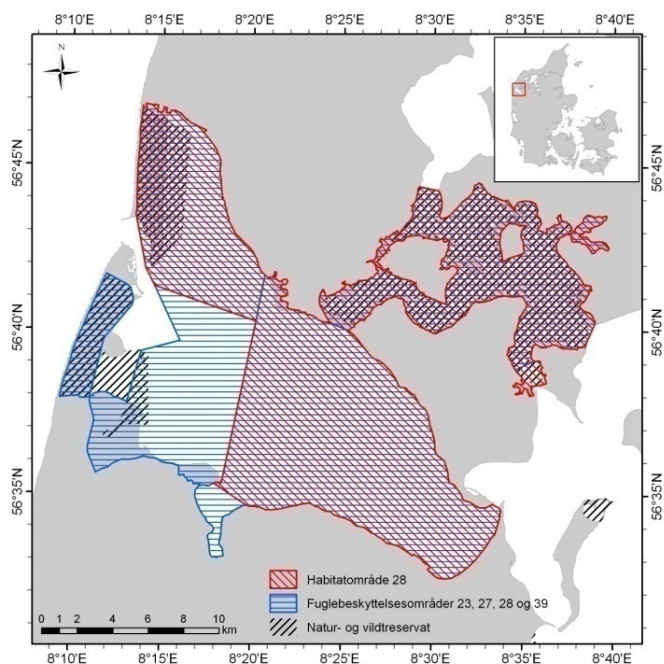 8°10'E 8°15'E 8°20'E 8°25'E 8°30'E 8°35'E 8°40'E
N
56°45'N 56°45'N
56°40'N 56°40'N
56°35'N 56°35'N
Habitatområde 28
Fuglebeskyttelsesområder 23, 27, 28 og 39
Natur- og vildtreservat
0 1 2 4 6 8 10
km
8°10'E 8°15'E 8°20'E 8°25'E 8°30'E 8°35'E 8°40'E